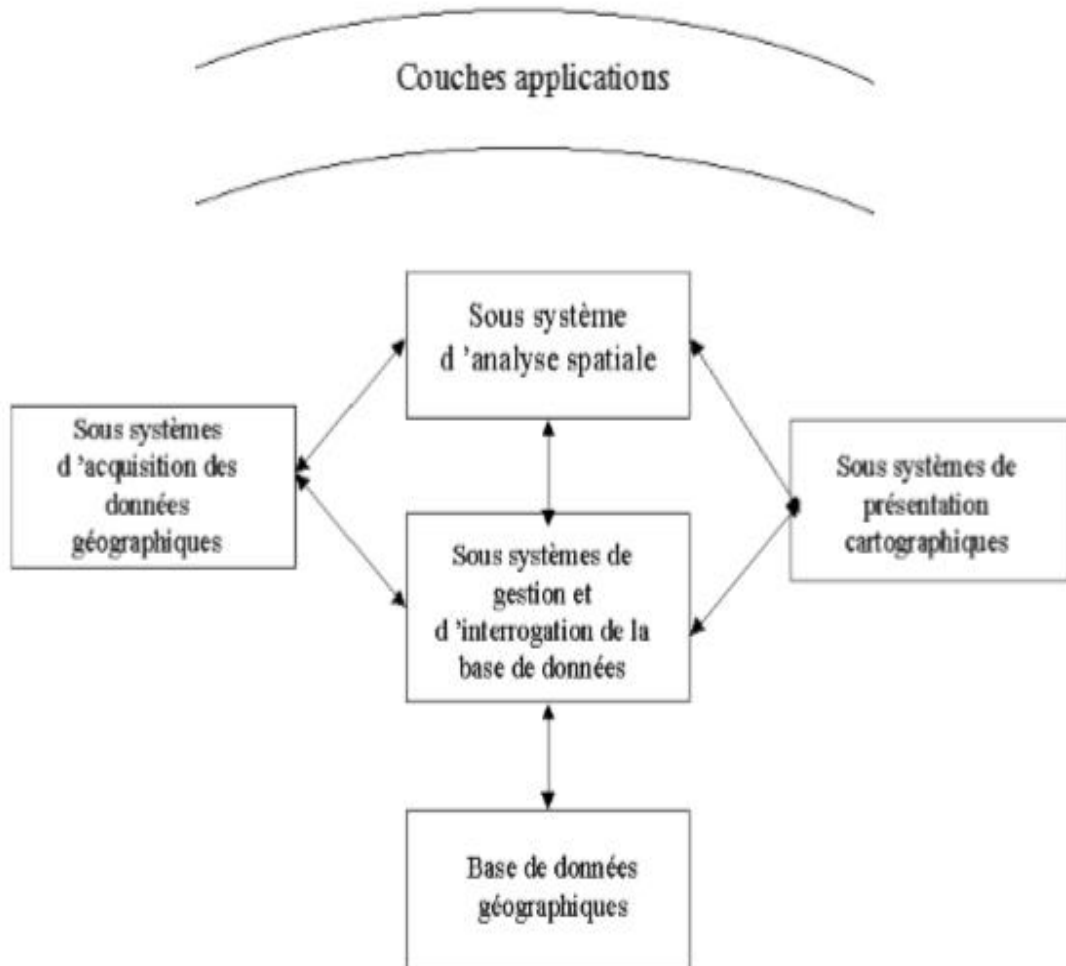 Couches applications
Sous système
d ’analyse spatiale
Sous systèmes
d ’acquisition des
données
géographiques
Sous systèmes de
présentation
cartographiques
Sous systèmes de
gestion et
d ’interrogation de la
base de données
Base de données
géographiques